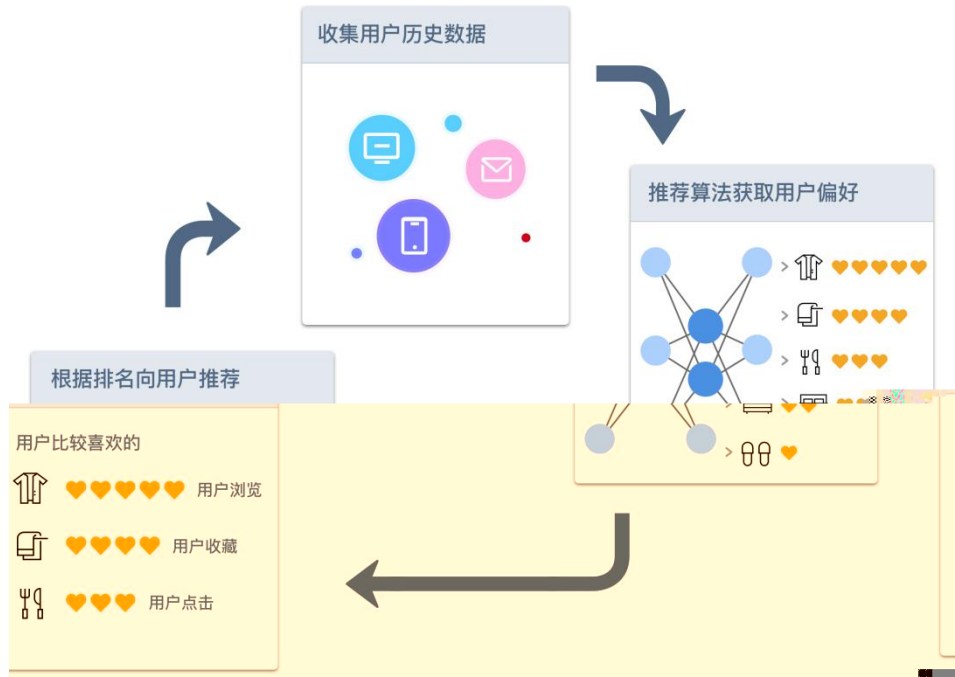 收集用户历史数据
推荐算法获取用户偏好
根据排名向用户推荐
用户比较喜欢的
用户浏览
用户收藏
用户点击